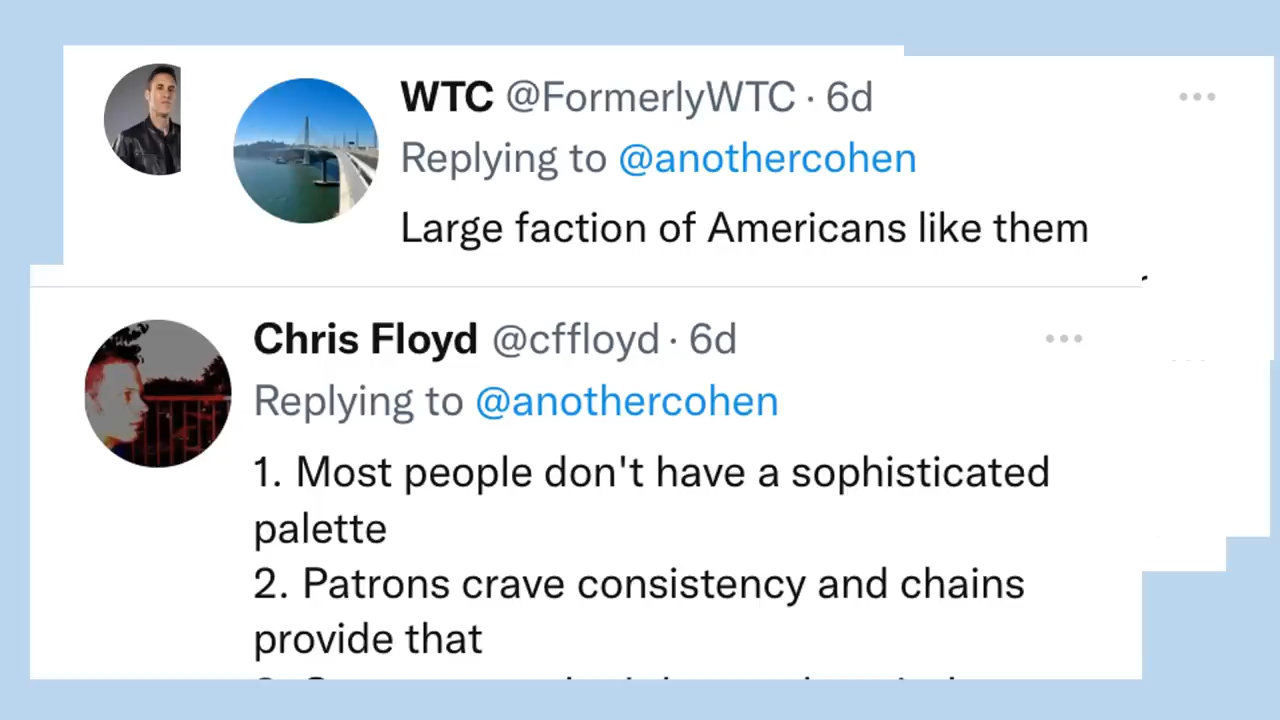 WTC @FormerlyWTC · 6d
Replying to @anothercohen
Large faction of Americans like them
Chris Floyd @cffloyd · 6d
Replying to @anothercohen
1. Most people don't have a sophisticated
palette
2. Patrons crave consistency and chains
provide that